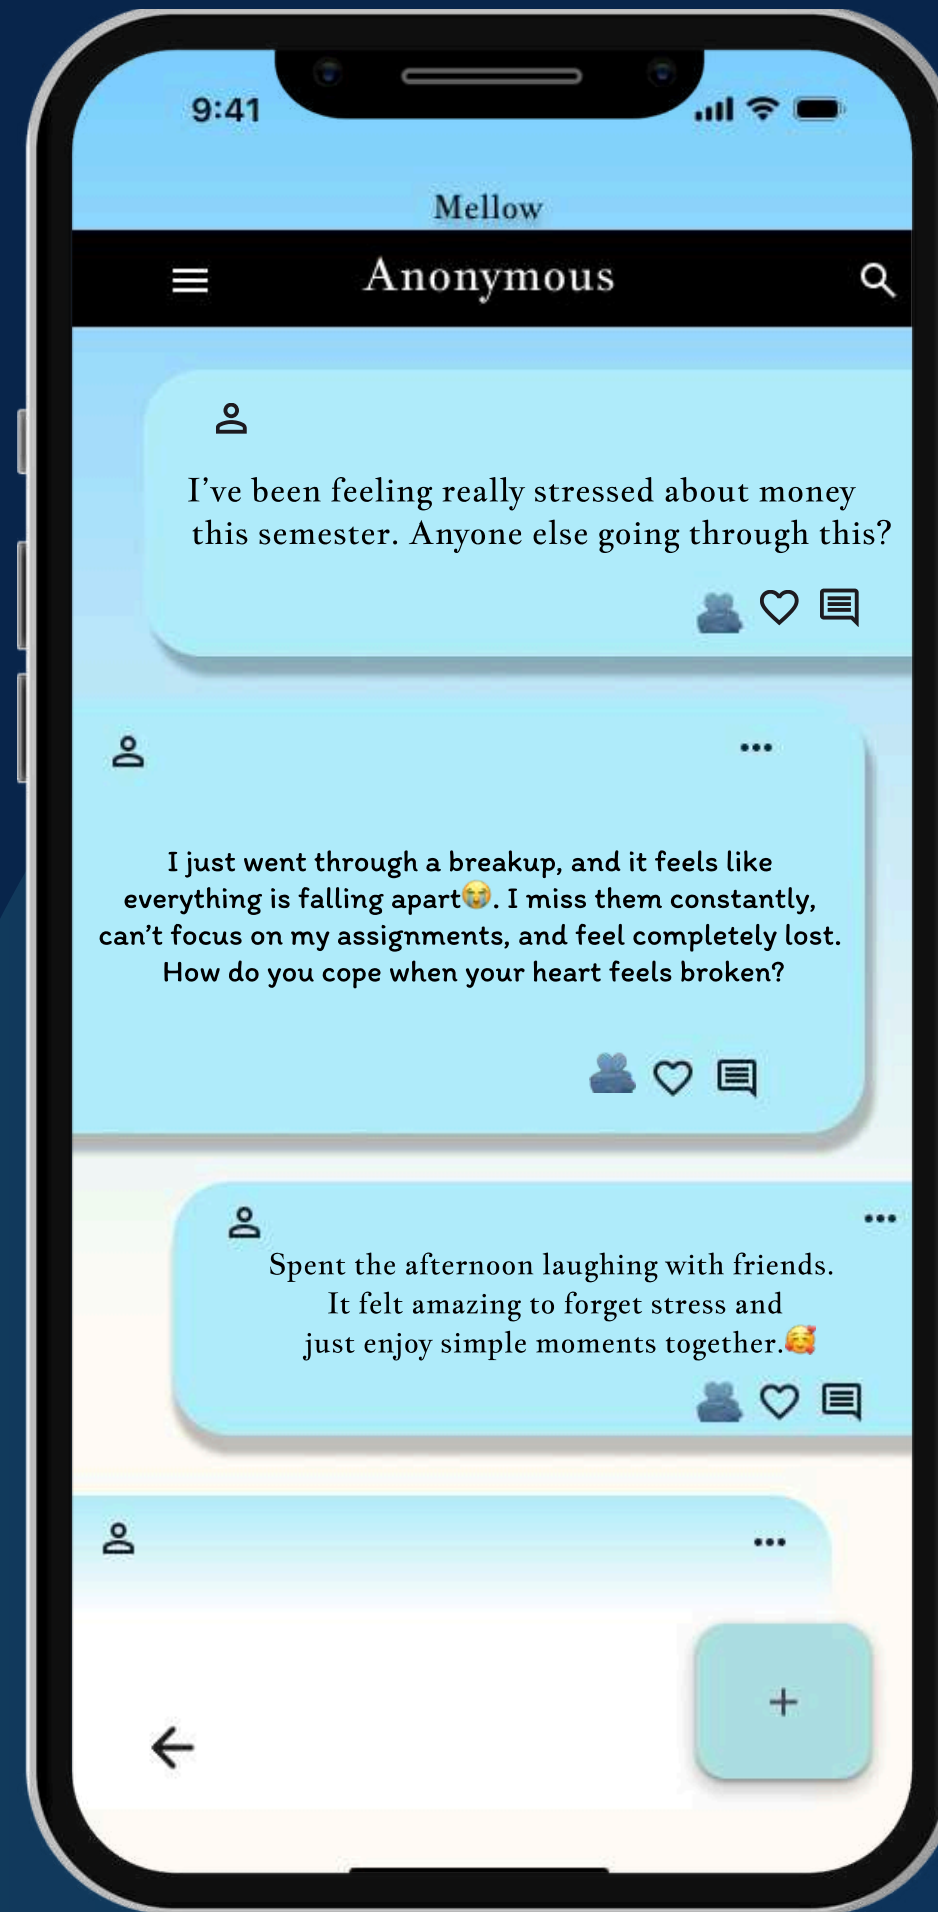 9:41
Mellow
Anonymous
I’ve been feeling really stressed about money
this semester. Anyone else going through this?
I just went through a breakup, and it feels like
everything is falling apart😭. I miss them constantly,
can’t focus on my assignments, and feel completely lost.
How do you cope when your heart feels broken?
Spent the afternoon laughing with friends.
It felt amazing to forget stress and
just enjoy simple moments together.🥰
+